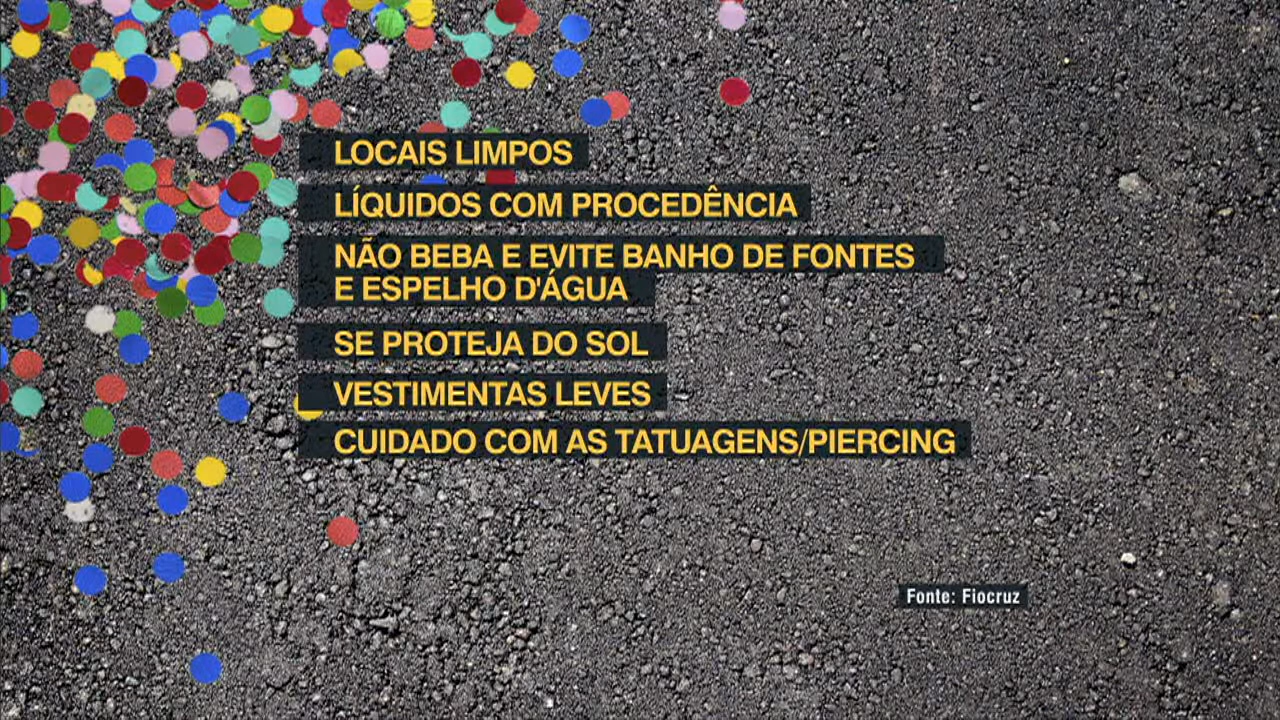 LOCAIS LIMPOS
LÍQUIDOS COM PROCEDÊNCIA
NÃO BEBA E EVITE BANHO DE FONTES
E ESPELHO D'ÁGUA
SE PROTEJA DO SOL
VESTIMENTAS LEVES
CUIDADO COM AS TATUAGENS/PIERCING
Fonte: Fiocruz